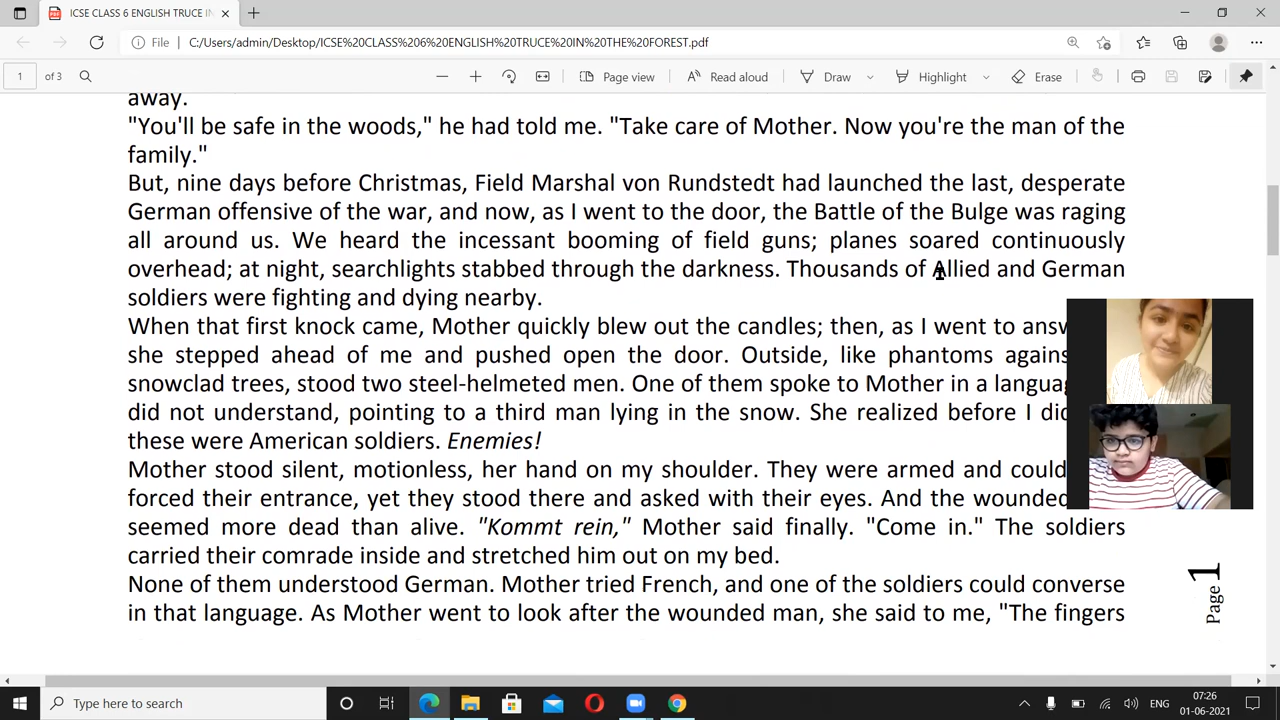 ICSE CLASS 6 ENGLISH TRUCE IN
File
C:/Users/admin/Desktop/ICSE%20CLASS%206%20ENGLISH%20TRUCE%20IN%20THE%20FOREST.pdf
1 of 3
Page view
Read aloud
Draw
Highlight
Erase
away.
"You'll be safe in the woods," he had told me. "Take care of Mother. Now you're the man of the
family."
But, nine days before Christmas, Field Marshal von Rundstedt had launched the last, desperate
German offensive of the war, and now, as I went to the door, the Battle of the Bulge was raging
all around us. We heard the incessant booming of field guns; planes soared continuously
overhead; at night, searchlights stabbed through the darkness. Thousands of Allied and German
soldiers were fighting and dying nearby.
When that first knock came, Mother quickly blew out the candles; then, as I went to
she stepped ahead of me and pushed open the door. Outside, like phantoms
snowclad trees, stood two steel-helmeted men. One of them spoke to Mother in a
did not understand, pointing to a third man lying in the snow. She realized before I
these were American soldiers. Enemies!
Mother stood silent, motionless, her hand on my shoulder. They were armed and could
forced their entrance, yet they stood there and asked with their eyes. And the wounded
seemed more dead than alive. "Kommt rein," Mother said finally. "Come in." The soldiers
carried their comrade inside and stretched him out on my bed.
None of them understood German. Mother tried French, and one of the soldiers could converse
in that language. As Mother went to look after the wounded man, she said to me, "The fingers
Page 1
Type here to search
ENG
07:26
01-06-2021